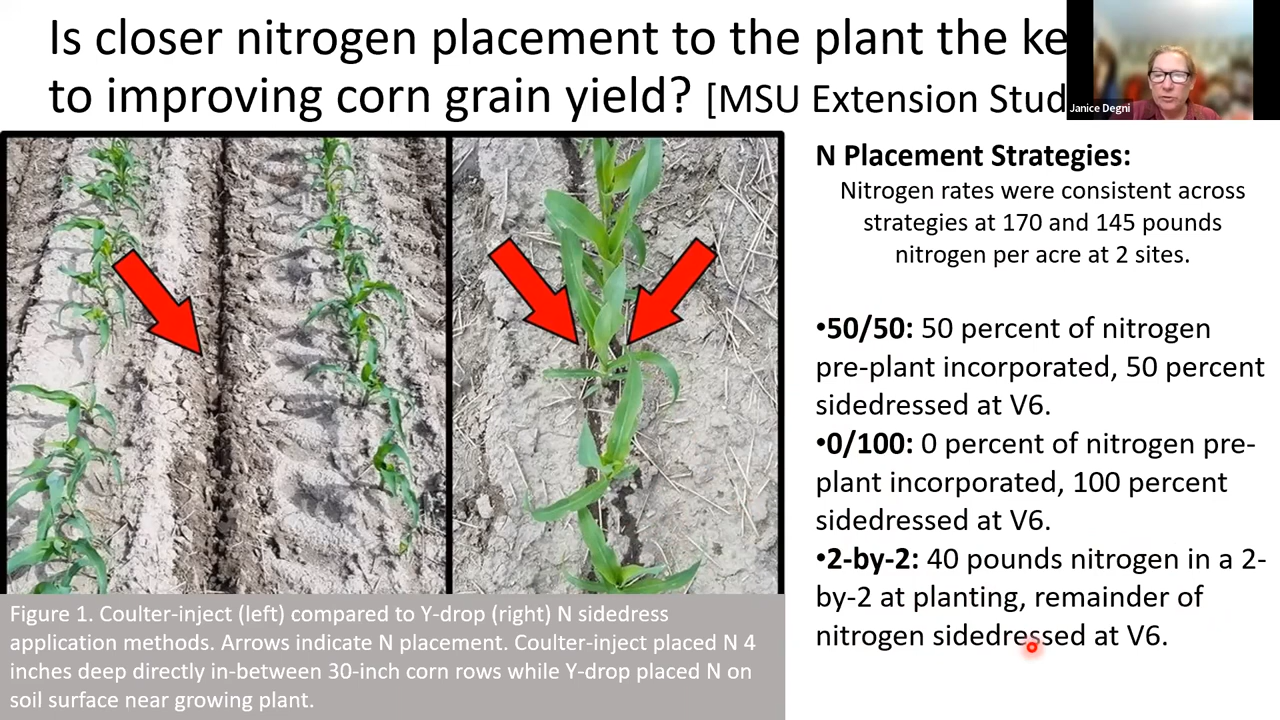 Is closer nitrogen placement to the plant the ke
to improving corn grain yield? [MSU Extension Stud
Janice Degni
N Placement Strategies:
Nitrogen rates were consistent across
strategies at 170 and 145 pounds
nitrogen per acre at 2 sites.
•50/50: 50 percent of nitrogen
pre-plant incorporated, 50 percent
sidedressed at V6.
•0/100: 0 percent of nitrogen pre-
plant incorporated, 100 percent
sidedressed at V6.
•2-by-2: 40 pounds nitrogen in a 2-
by-2 at planting, remainder of
nitrogen sidedressed at V6.
Figure 1. Coulter-inject (left) compared to Y-drop (right) N sidedress
application methods. Arrows indicate N placement. Coulter-inject placed N 4
inches deep directly in-between 30-inch corn rows while Y-drop placed N on
soil surface near growing plant.